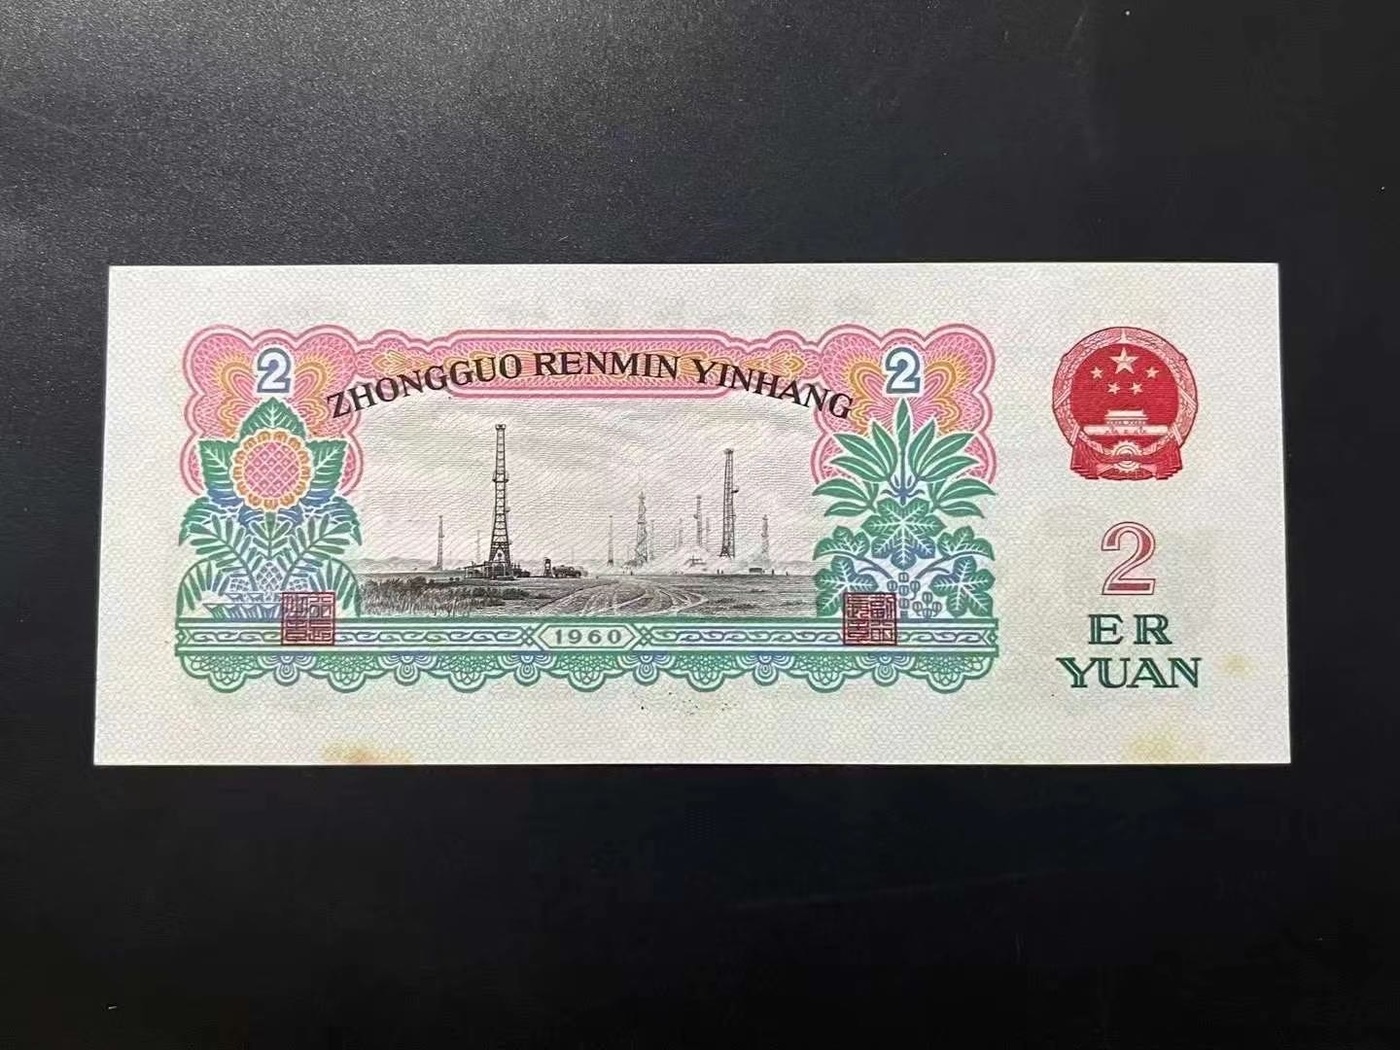 2
2
ZHONGGUO RENMIN YINHANG
1960
2
ER
YUAN